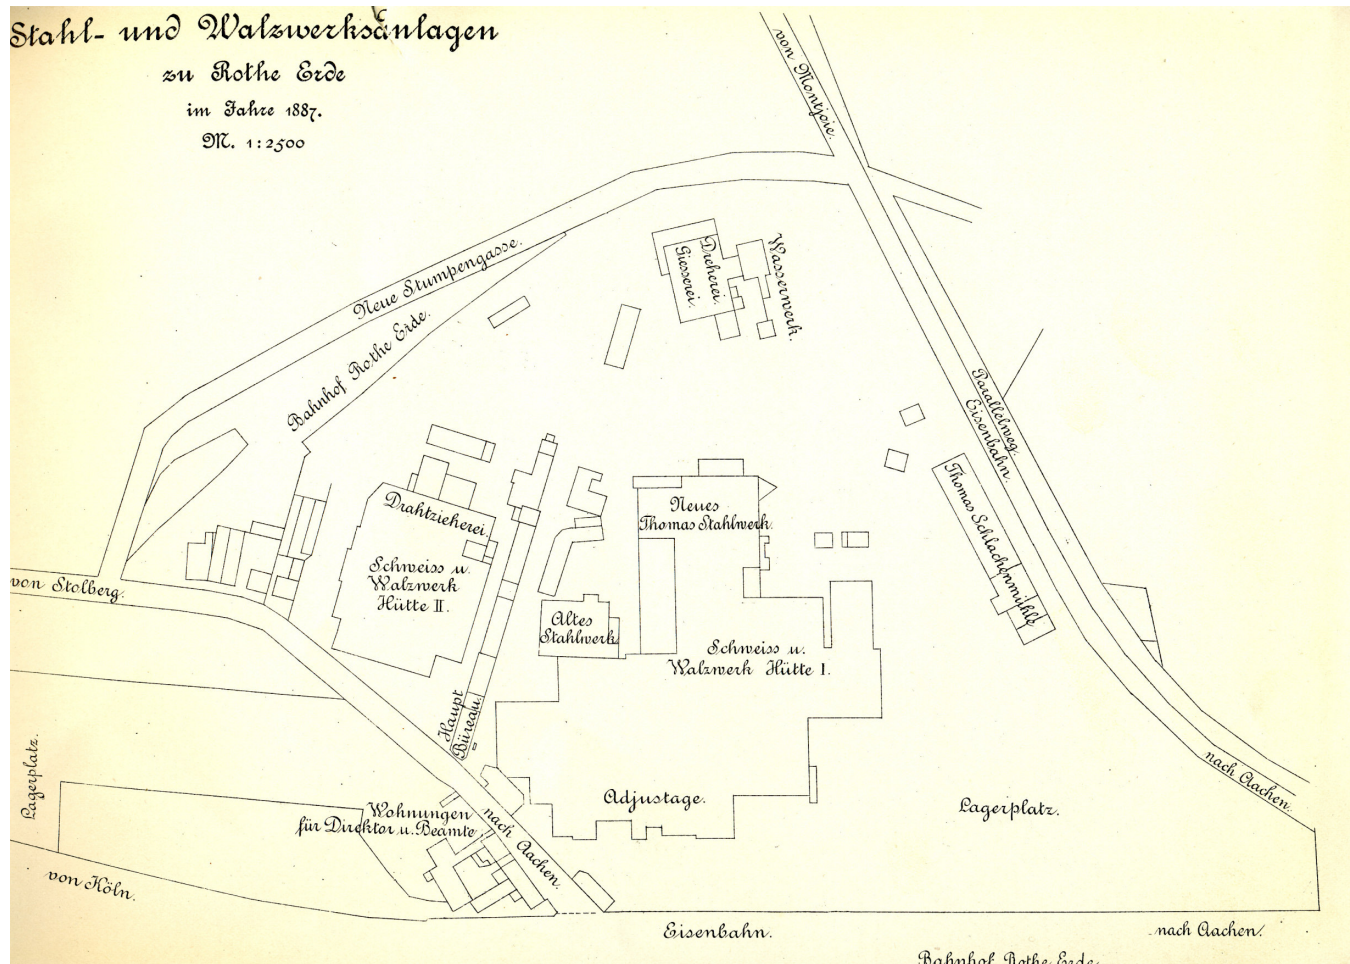 Stahl- und Walzwerksanlagen
zu Rothe Erde
im Jahre 1887.
M. 1:2500
von Montjoie.
Neue Stumpengasse.
Bahnhof Rothe Erde.
Giesserei.
Dreherei.
Wasserwerk.
Parallelweg.
Eisenbahn.
Thomas Schlackenmühle
Drahtzieherei.
Neues
Thomas Stahlwerk.
Schweiss u.
Walzwerk
Hütte II.
von Stolberg.
Altes
Stahlwerk
Schweiss u.
Walzwerk Hütte I.
Haupt
Büreau.
Lagerplatz.
nach Aachen.
Adjustage.
Lagerplatz.
Wohnungen
für Direktor u. Beamte
nach Aachen.
von Köln.
Eisenbahn.
nach Aachen.
Bahnhof Rothe Erde.